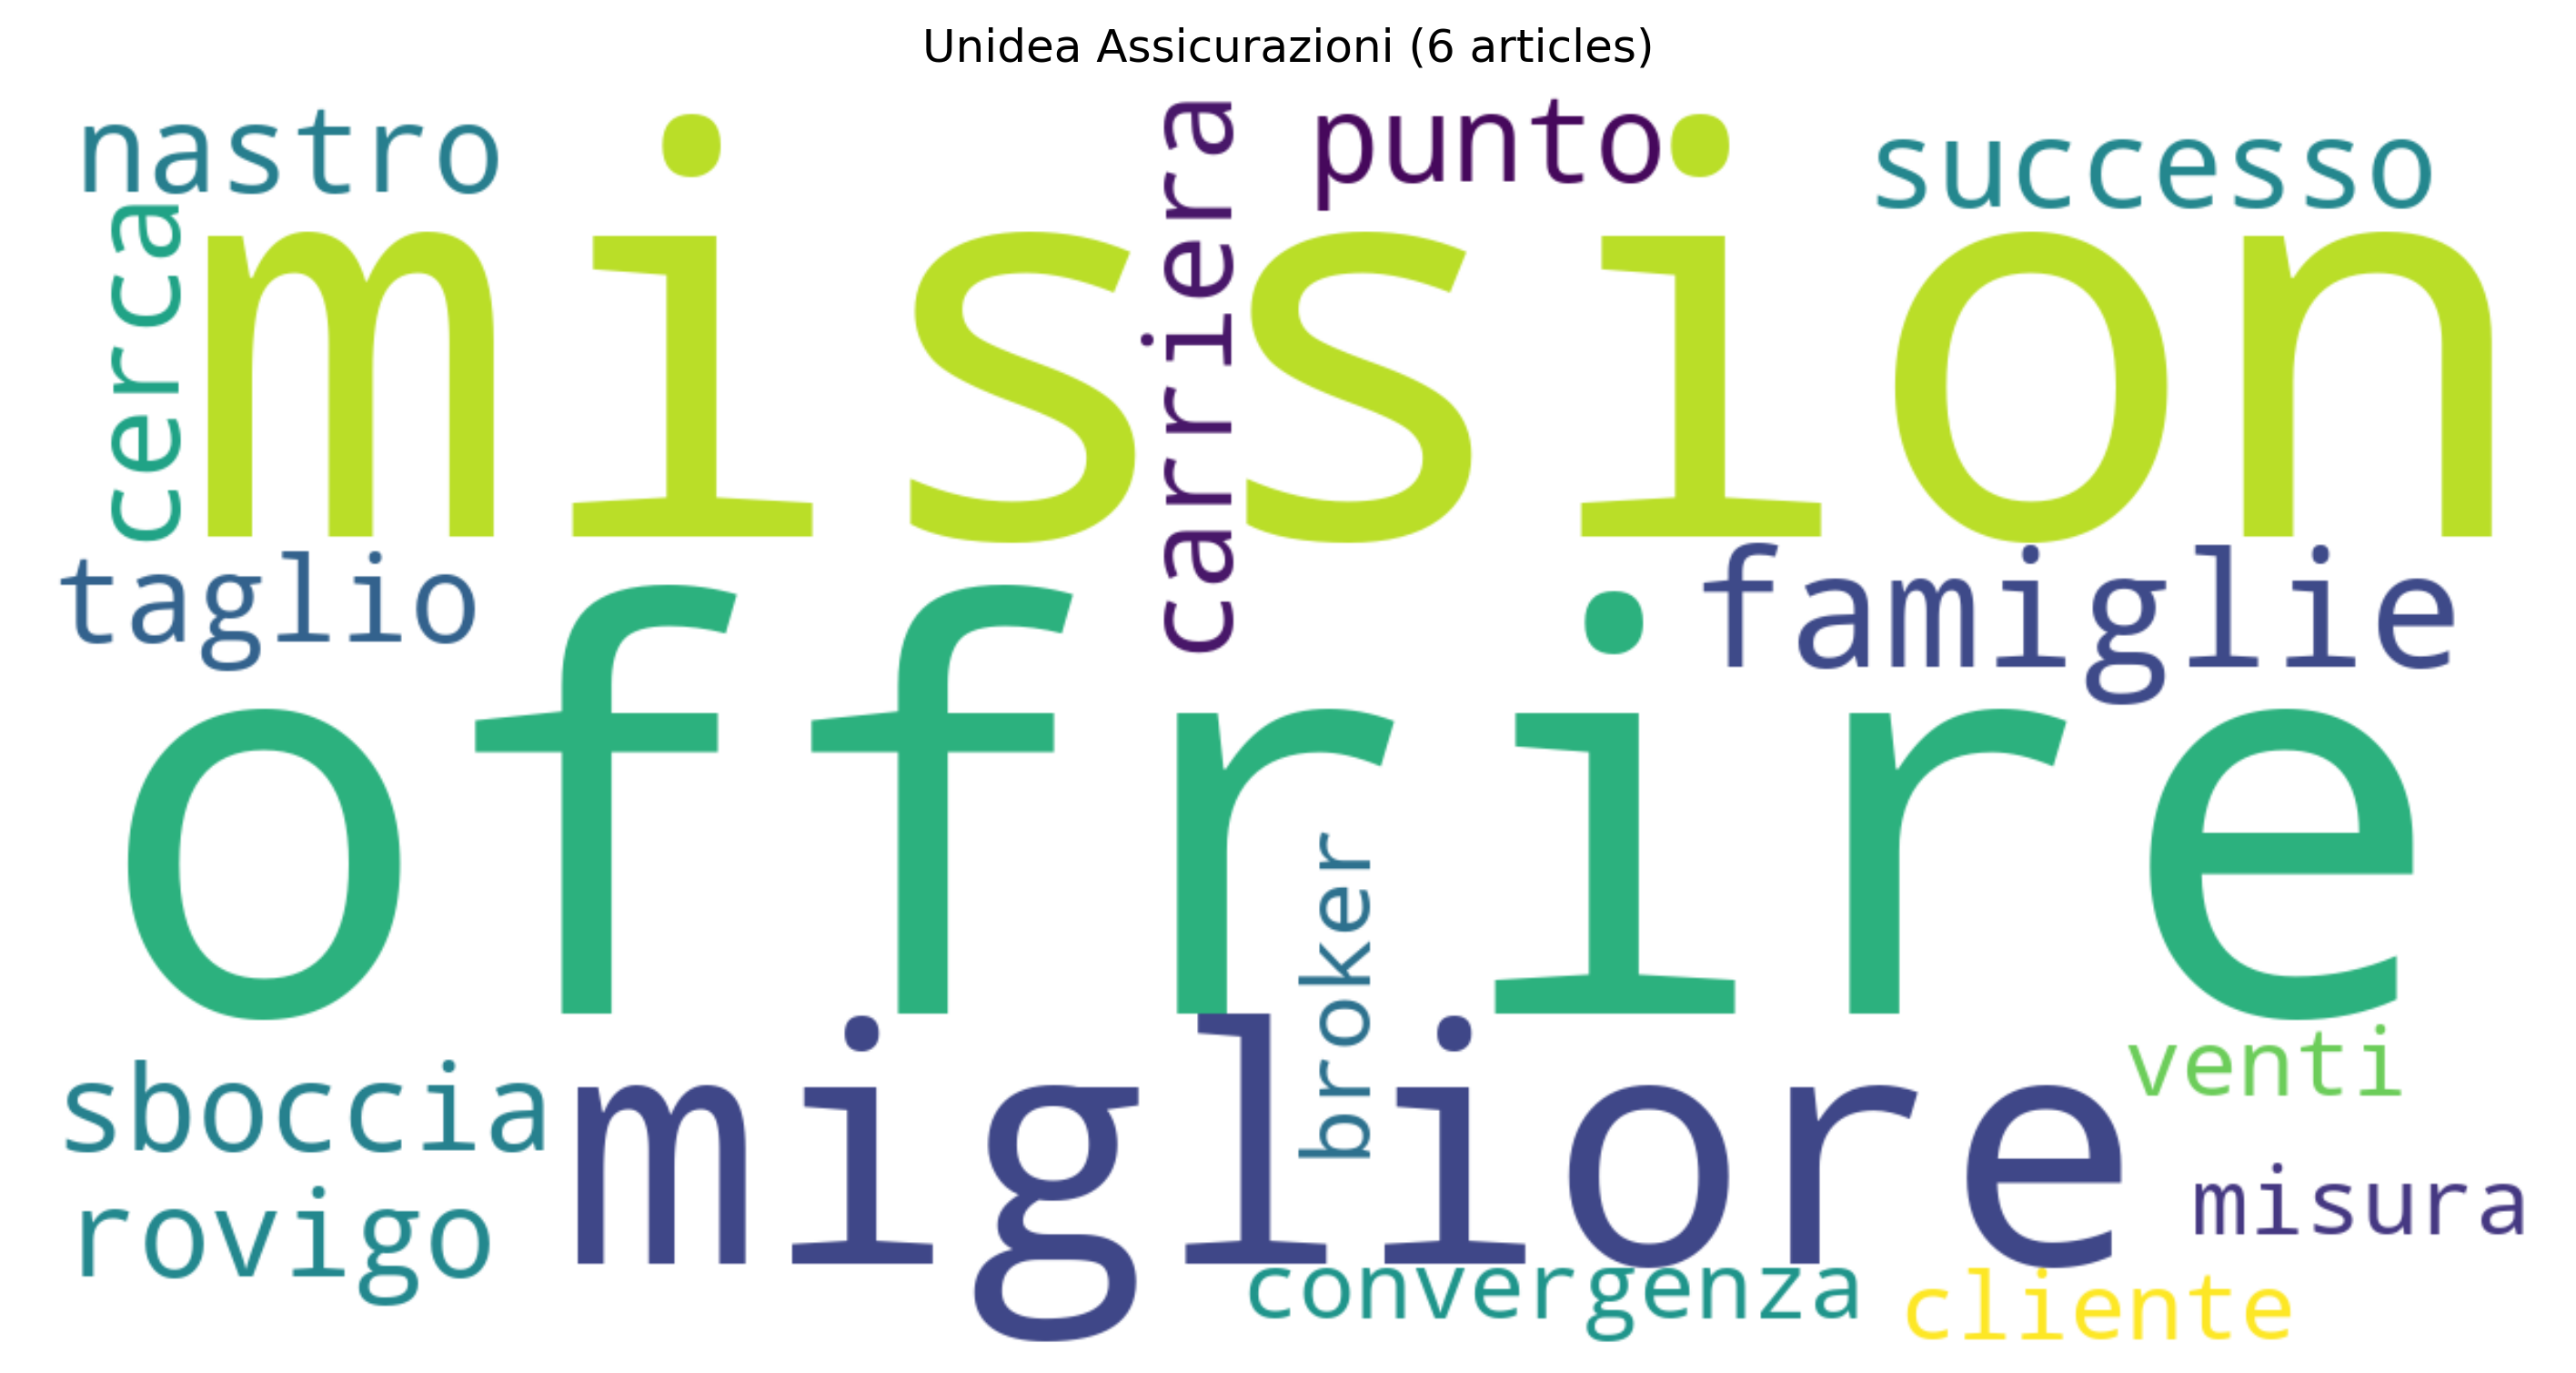 Unidea Assicurazioni (6 articles)
nastro
punto
successo
carriera
cerca
mission
taglio
famiglie
offrire
broker
venti
sboccia
migliore
misura
rovigo
convergenza
cliente